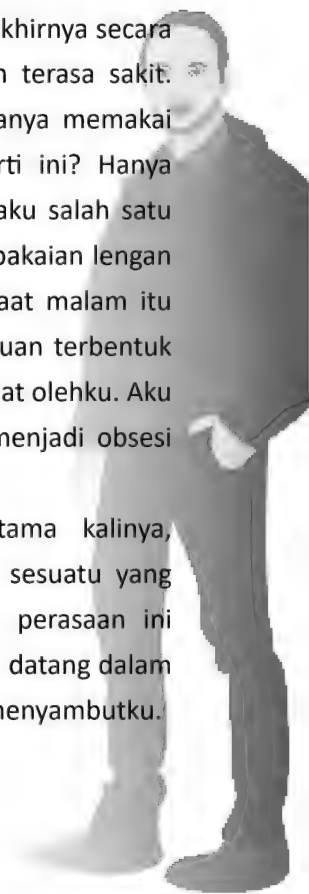 khirnya secara
n terasa sakit.
anya memakai
rti ini? Hanya
aku salah satu
pakaian lengan
aat malam itu
uan terbentuk
at olehku. Aku
menjadi obsesi
tama kalinya,
sesuatu yang
perasaan ini
datang dalam
menyambutku.